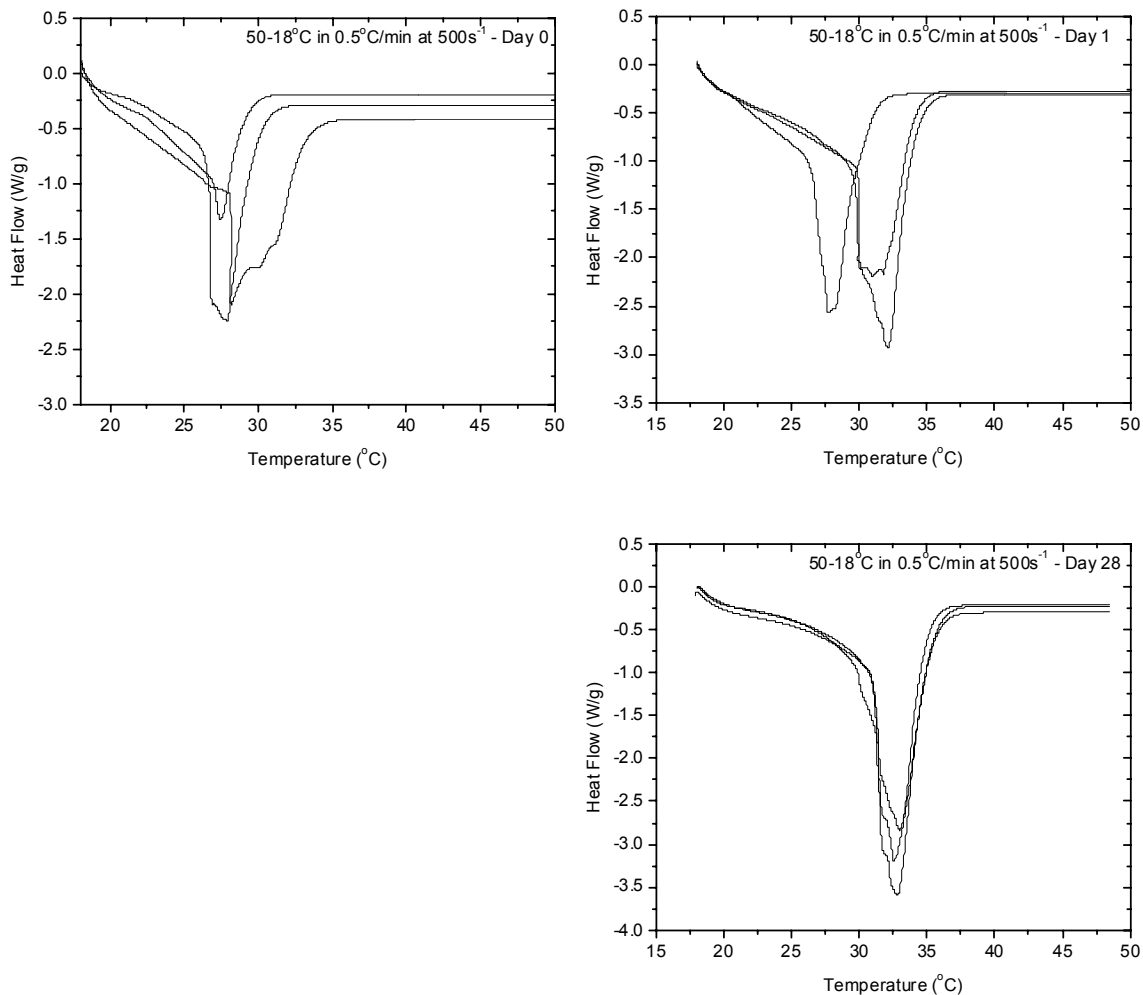 50-18°C in 0.5°C/min at 500s⁻¹ - Day 0
0.5
0.0
-0.5
-1.0
-1.5
-2.0
-2.5
-3.0
Heat Flow (W/g)
20 25 30 35 40 45 50
Temperature (°C)
50-18°C in 0.5°C/min at 500s⁻¹ - Day 1
0.5
0.0
-0.5
-1.0
-1.5
-2.0
-2.5
-3.0
-3.5
Heat Flow (W/g)
15 20 25 30 35 40 45 50
Temperature (°C)
50-18°C in 0.5°C/min at 500s⁻¹ - Day 28
0.5
0.0
-0.5
-1.0
-1.5
-2.0
-2.5
-3.0
-3.5
-4.0
Heat Flow (W/g)
15 20 25 30 35 40 45 50
Temperature (°C)